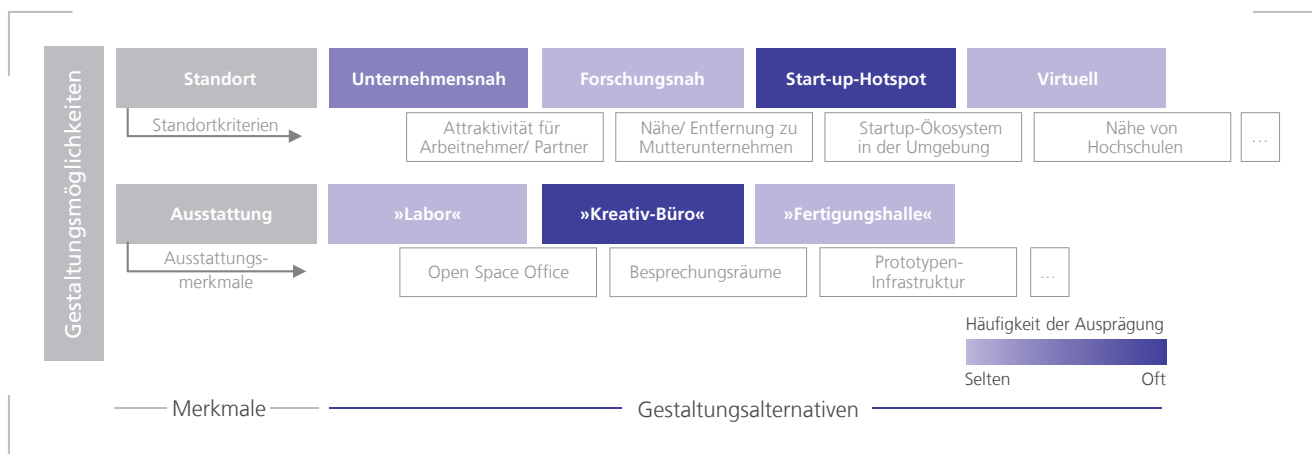 Gestaltungsmöglichkeiten
Standort
Unternehmensnah
Forschungsnah
Start-up-Hotspot
Virtuell
Standortkriterien
Attraktivität für
Arbeitnehmer/ Partner
Nähe/ Entfernung zu
Mutterunternehmen
Startup-Ökosystem
in der Umgebung
Nähe von
Hochschulen
...
Ausstattung
»Labor«
»Kreativ-Büro«
»Fertigungshalle«
Ausstattungs-
merkmale
Open Space Office
Besprechungsräume
Prototypen-
Infrastruktur
...
Häufigkeit der Ausprägung
Selten
Oft
Merkmale
Gestaltungsalternativen